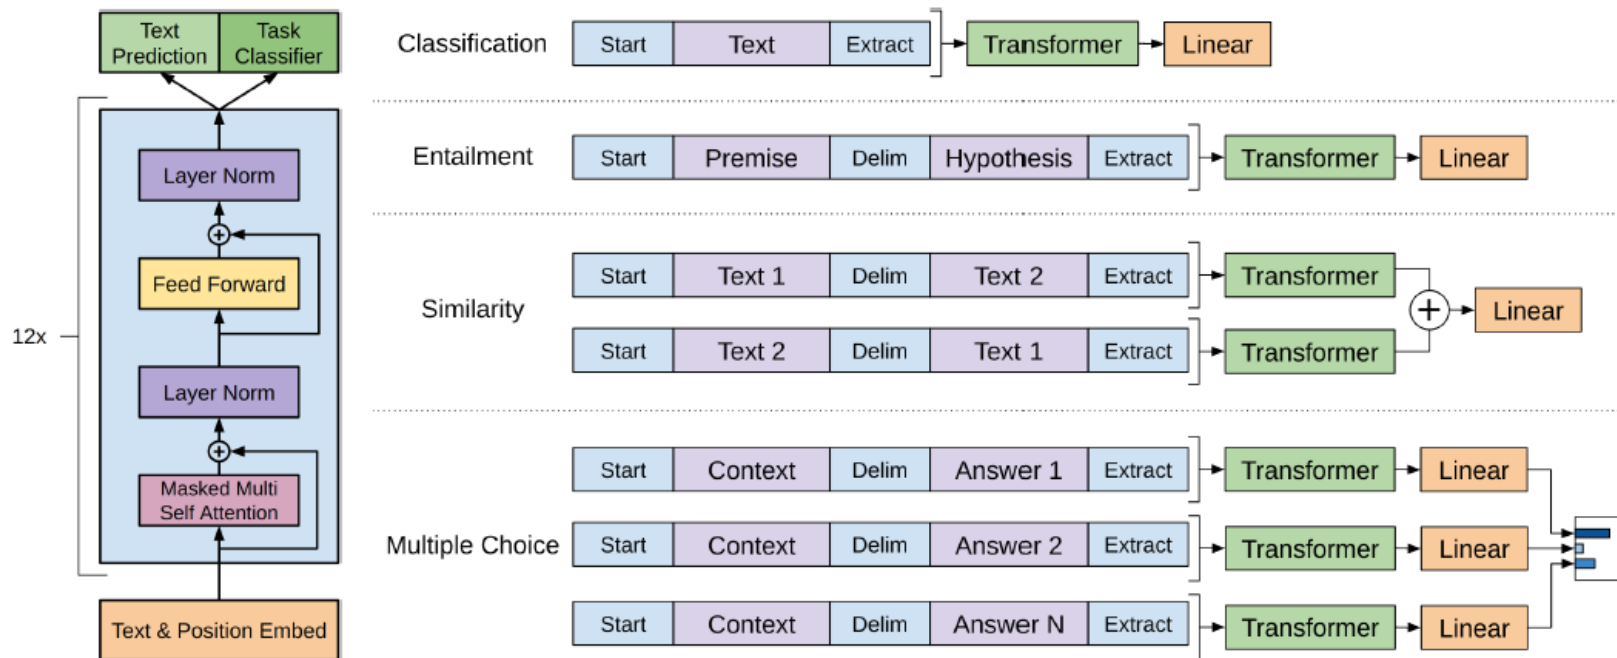 Text
Prediction
Task
Classifier
12x
Layer Norm
Feed Forward
Layer Norm
Masked Multi
Self Attention
Text & Position Embed
Classification
Start Text Extract Transformer Linear
Entailment
Start Premise Delim Hypothesis Extract Transformer Linear
Similarity
Start Text 1 Delim Text 2 Extract Transformer
Start Text 2 Delim Text 1 Extract Transformer
Linear
Multiple Choice
Start Context Delim Answer 1 Extract Transformer Linear
Start Context Delim Answer 2 Extract Transformer Linear
Start Context Delim Answer N Extract Transformer Linear